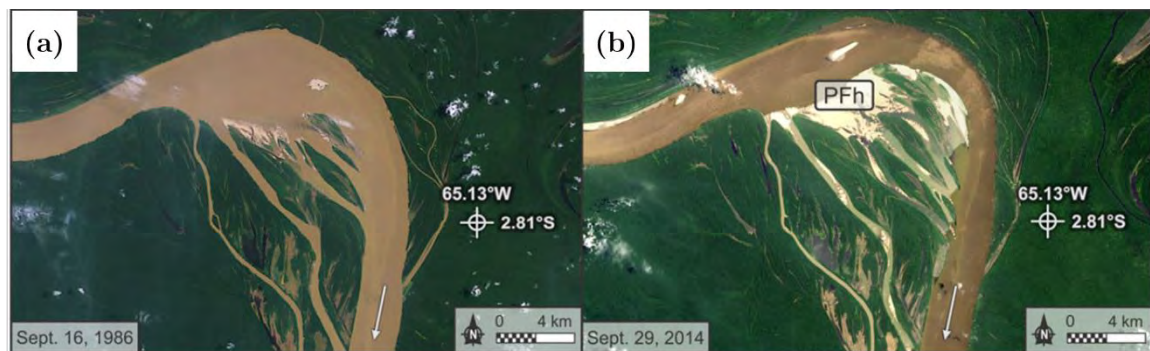 (a)
65.13°W
2.81°S
Sept. 16, 1986
N
0 4 km
(b)
PFh
65.13°W
2.81°S
Sept. 29, 2014
N
0 4 km